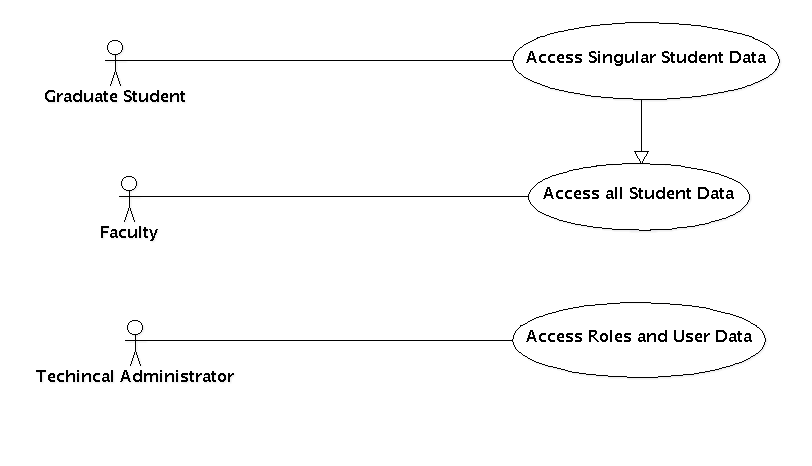 Access Singular Student Data
Graduate Student
Access all Student Data
Faculty
Access Roles and User Data
Techincal Administrator